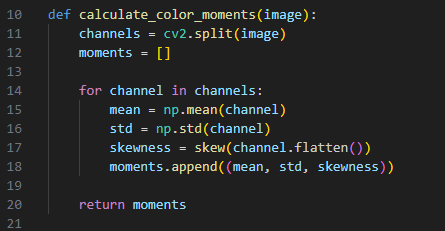 10 def calculate_color_moments(image):
11     channels = cv2.split(image)
12     moments = []
13
14     for channel in channels:
15         mean = np.mean(channel)
16         std = np.std(channel)
17         skewness = skew(channel.flatten())
18         moments.append((mean, std, skewness))
19
20     return moments
21